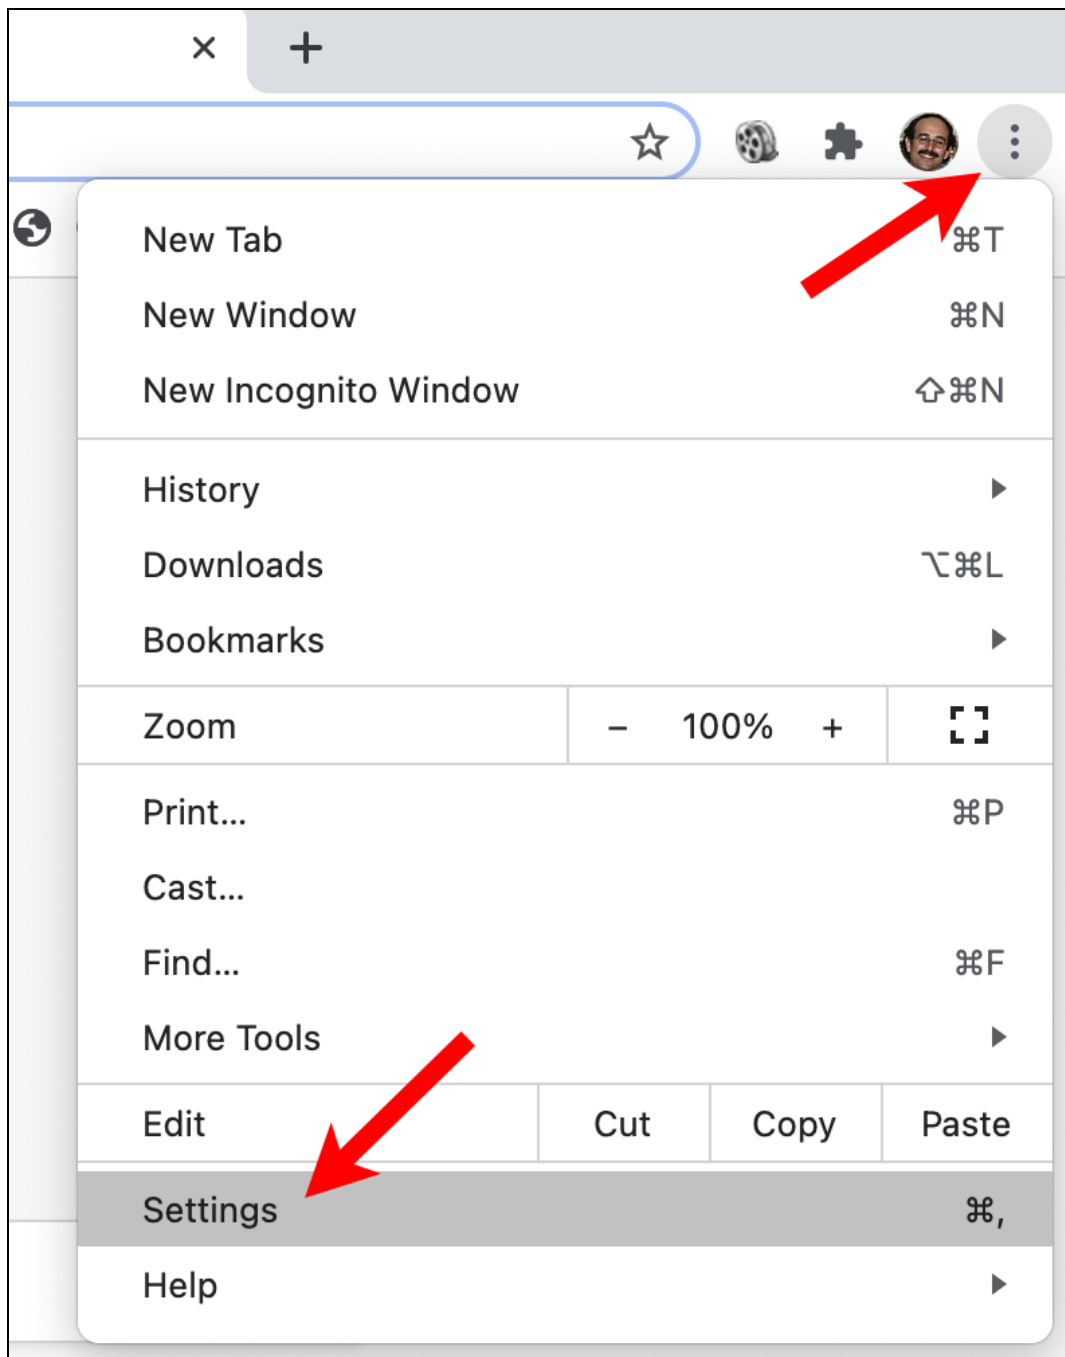 New Tab ⌘T
New Window ⌘N
New Incognito Window ⇧⌘N
History
Downloads ⌥⌘L
Bookmarks
Zoom − 100% +
Print... ⌘P
Cast...
Find... ⌘F
More Tools
Edit Cut Copy Paste
Settings ⌘,
Help